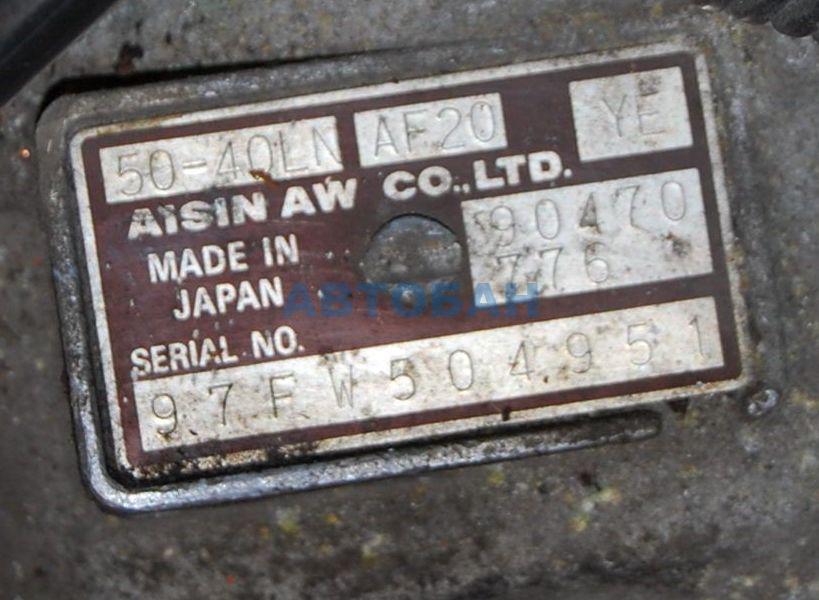 50-40LN AF20 YE
AISIN AW CO.,LTD.
MADE IN
JAPAN
90470
776
АВТОБАН
SERIAL NO.
97FW504951